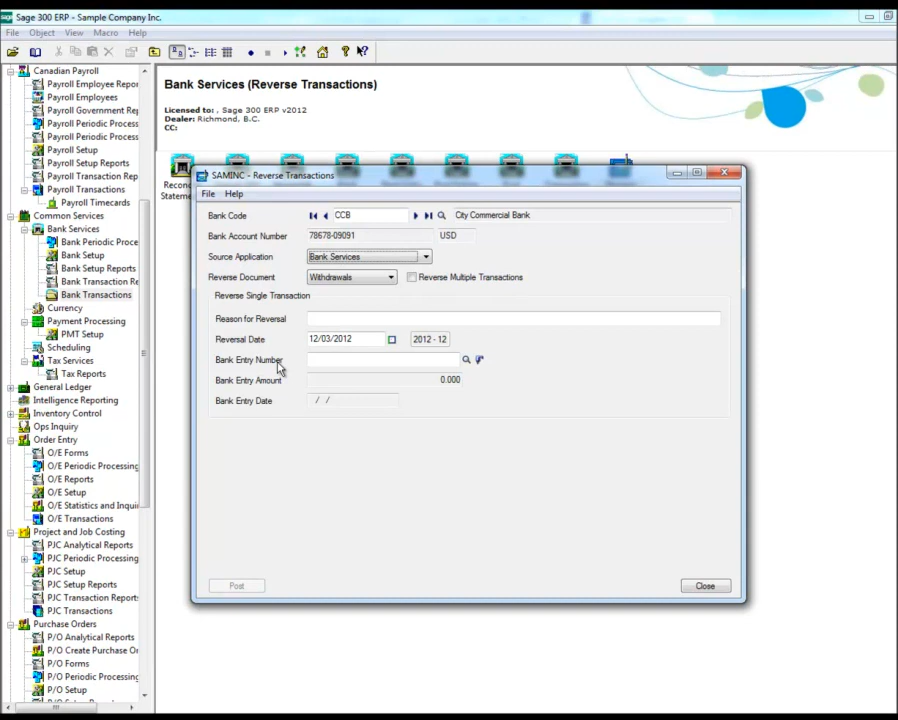 Sage 300 ERP - Sample Company Inc.
File Object View Macro Help
Canadian Payroll
Payroll Employee Repor
Payroll Employees
Payroll Government Rep
Payroll Periodic Process
Payroll Periodic Process
Payroll Setup
Payroll Setup Reports
Payroll Transaction Rep
Payroll Transactions
Payroll Timecards
Common Services
Bank Services
Bank Periodic Proce
Bank Setup
Bank Setup Reports
Bank Transaction Re
Bank Transactions
Currency
Payment Processing
PMT Setup
Scheduling
Tax Services
Tax Reports
General Ledger
Intelligence Reporting
Inventory Control
Ops Inquiry
Order Entry
O/E Forms
O/E Periodic Processing
O/E Reports
O/E Setup
O/E Statistics and Inqui
O/E Transactions
Project and Job Costing
PJC Analytical Reports
PJC Periodic Processing
PJC Setup
PJC Setup Reports
PJC Transaction Report
PJC Transactions
Purchase Orders
P/O Analytical Reports
P/O Create Purchase Or
P/O Forms
P/O Periodic Processing
P/O Setup
Bank Services (Reverse Transactions)
Licensed to: , Sage 300 ERP v2012
Dealer: Richmond, B.C.
CC:
Recon
Stateme
SAMINC - Reverse Transactions
File Help
Bank Code CCB City Commercial Bank
Bank Account Number 78678-09091 USD
Source Application Bank Services
Reverse Document Withdrawals Reverse Multiple Transactions
Reverse Single Transaction
Reason for Reversal
Reversal Date 12/03/2012 2012 - 12
Bank Entry Number
Bank Entry Amount 0.000
Bank Entry Date / /
Post Close